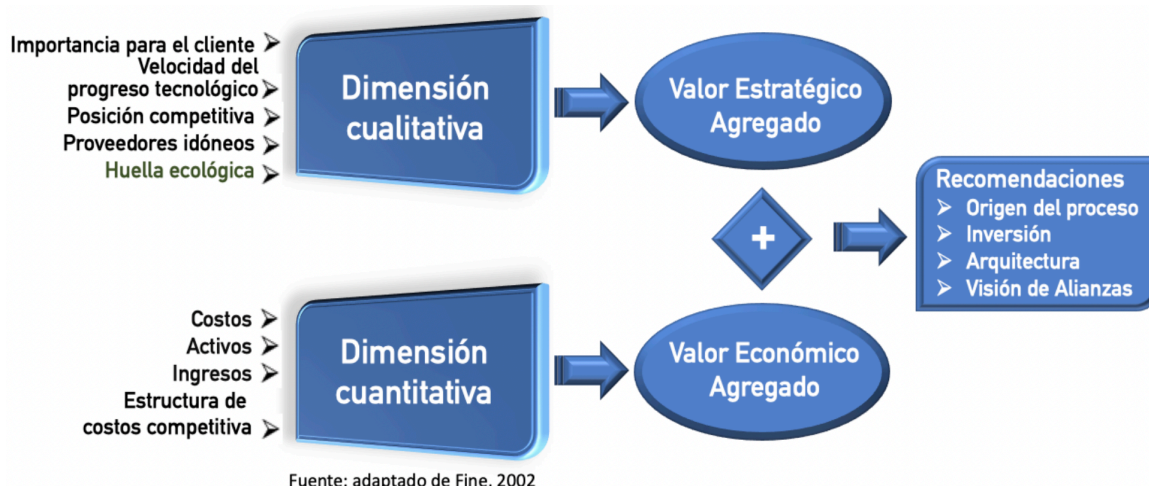 Importancia para el cliente
Velocidad del
progreso tecnológico
Posición competitiva
Proveedores idóneos
Huella ecológica
Dimensión
cualitativa
Valor Estratégico
Agregado
+
Recomendaciones
Origen del proceso
Inversión
Arquitectura
Visión de Alianzas
Costos
Activos
Ingresos
Estructura de
costos competitiva
Dimensión
cuantitativa
Valor Económico
Agregado
Fuente: adaptado de Fine, 2002